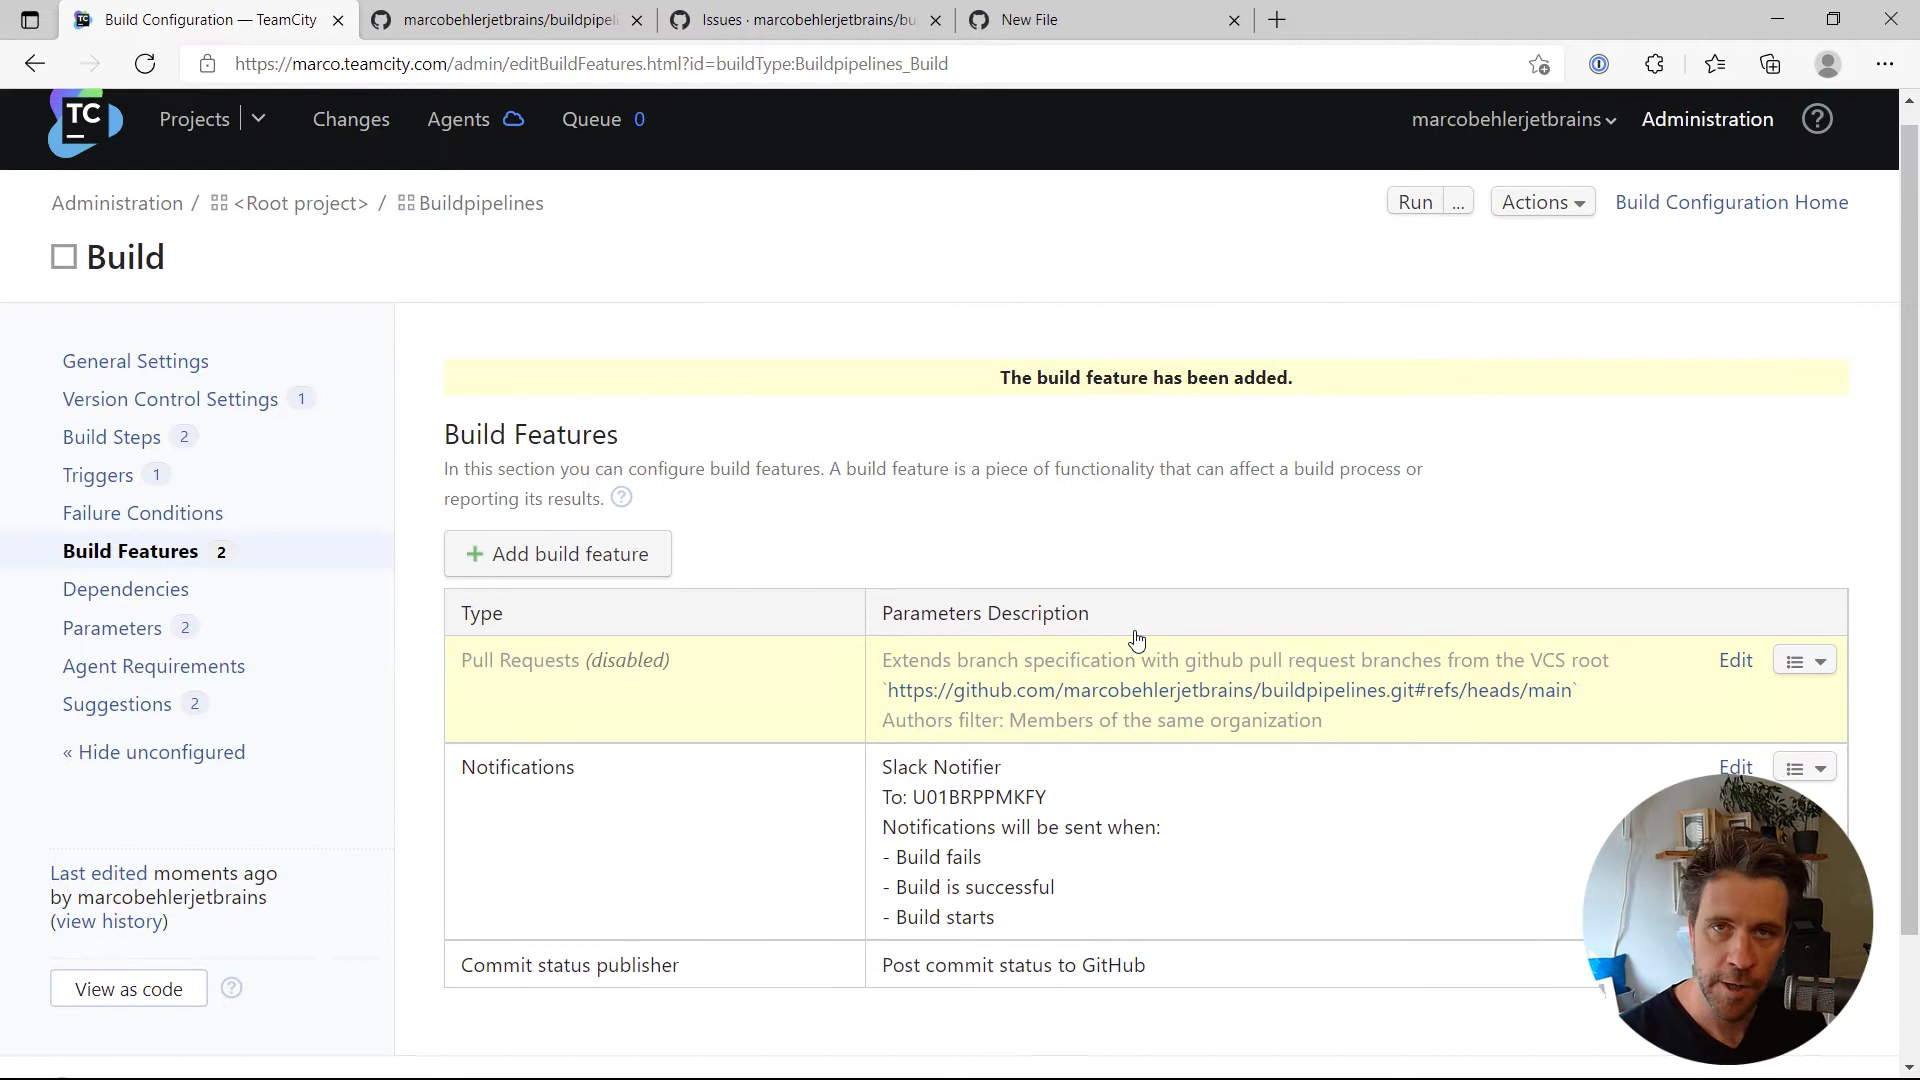 Build Configuration — TeamCity
marcobehlerjetbrains/buildpipeli
Issues · marcobehlerjetbrains/bu
New File
https://marco.teamcity.com/admin/editBuildFeatures.html?id=buildType:Buildpipelines_Build
TC
Projects
Changes
Agents
Queue 0
marcobehlerjetbrains
Administration
Administration / <Root project> / Buildpipelines
Run ...
Actions
Build Configuration Home
Build
General Settings
Version Control Settings 1
Build Steps 2
Triggers 1
Failure Conditions
Build Features 2
Dependencies
Parameters 2
Agent Requirements
Suggestions 2
« Hide unconfigured
Last edited moments ago
by marcobehlerjetbrains
(view history)
View as code
The build feature has been added.
Build Features
In this section you can configure build features. A build feature is a piece of functionality that can affect a build process or
reporting its results.
+ Add build feature
Type
Parameters Description
Pull Requests (disabled)
Extends branch specification with github pull request branches from the VCS root
`https://github.com/marcobehlerjetbrains/buildpipelines.git#refs/heads/main`
Authors filter: Members of the same organization
Edit
Notifications
Slack Notifier
To: U01BRPPMKFY
Notifications will be sent when:
- Build fails
- Build is successful
- Build starts
Edit
Commit status publisher
Post commit status to GitHub